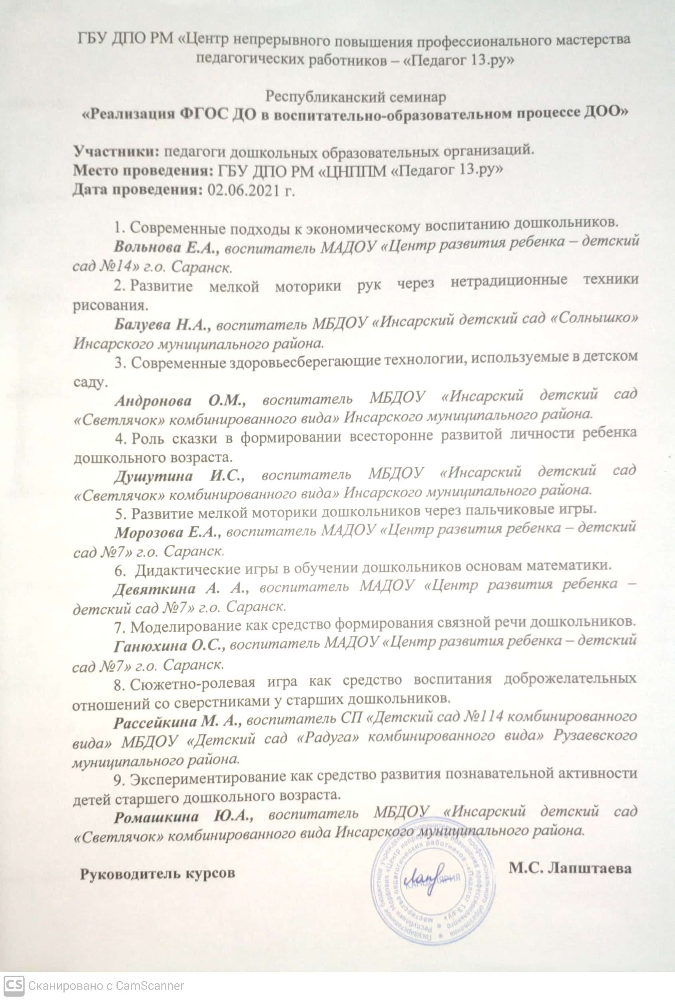 ГБУ ДПО РМ «Центр непрерывного повышения профессионального мастерства
педагогических работников – «Педагог 13.ру»
Республиканский семинар
«Реализация ФГОС ДО в воспитательно-образовательном процессе ДОО»
Участники: педагоги дошкольных образовательных организаций.
Место проведения: ГБУ ДПО РМ «ЦНППМ «Педагог 13.ру»
Дата проведения: 02.06.2021 г.
1. Современные подходы к экономическому воспитанию дошкольников.
Вольнова Е.А., воспитатель МАДОУ «Центр развития ребенка – детский
сад №14» г.о. Саранск.
2. Развитие мелкой моторики рук через нетрадиционные техники
рисования.
Балуева Н.А., воспитатель МБДОУ «Инсарский детский сад «Солнышко»
Инсарского муниципального района.
3. Современные здоровьесберегающие технологии, используемые в детском
саду.
Андронова О.М., воспитатель МБДОУ «Инсарский детский сад
«Светлячок» комбинированного вида» Инсарского муниципального района.
4. Роль сказки в формировании всесторонне развитой личности ребенка
дошкольного возраста.
Душутина И.С., воспитатель МБДОУ «Инсарский детский сад
«Светлячок» комбинированного вида» Инсарского муниципального района.
5. Развитие мелкой моторики дошкольников через пальчиковые игры.
Морозова Е.А., воспитатель МАДОУ «Центр развития ребенка – детский
сад №7» г.о. Саранск.
6. Дидактические игры в обучении дошкольников основам математики.
Девяткина А. А., воспитатель МАДОУ «Центр развития ребенка –
детский сад №7» г.о. Саранск.
7. Моделирование как средство формирования связной речи дошкольников.
Ганюхина О.С., воспитатель МАДОУ «Центр развития ребенка – детский
сад №7» г.о. Саранск.
8. Сюжетно-ролевая игра как средство воспитания доброжелательных
отношений со сверстниками у старших дошкольников.
Рассейкина М. А., воспитатель СП «Детский сад №114 комбинированного
вида» МБДОУ «Детский сад «Радуга» комбинированного вида» Рузаевского
муниципального района.
9. Экспериментирование как средство развития познавательной активности
детей старшего дошкольного возраста.
Ромашкина Ю.А., воспитатель МБДОУ «Инсарский детский сад
«Светлячок» комбинированного вида Инсарского муниципального района.
Руководитель курсов
М.С. Лапштаева
Государственное бюджетное учреждение дополнительного профессионального образования
Республики Мордовия «Центр непрерывного повышения профессионального
мастерства педагогических работников – «Педагог 13.ру»
КАНЦЕЛЯРИЯ
CS Сканировано с CamScanner